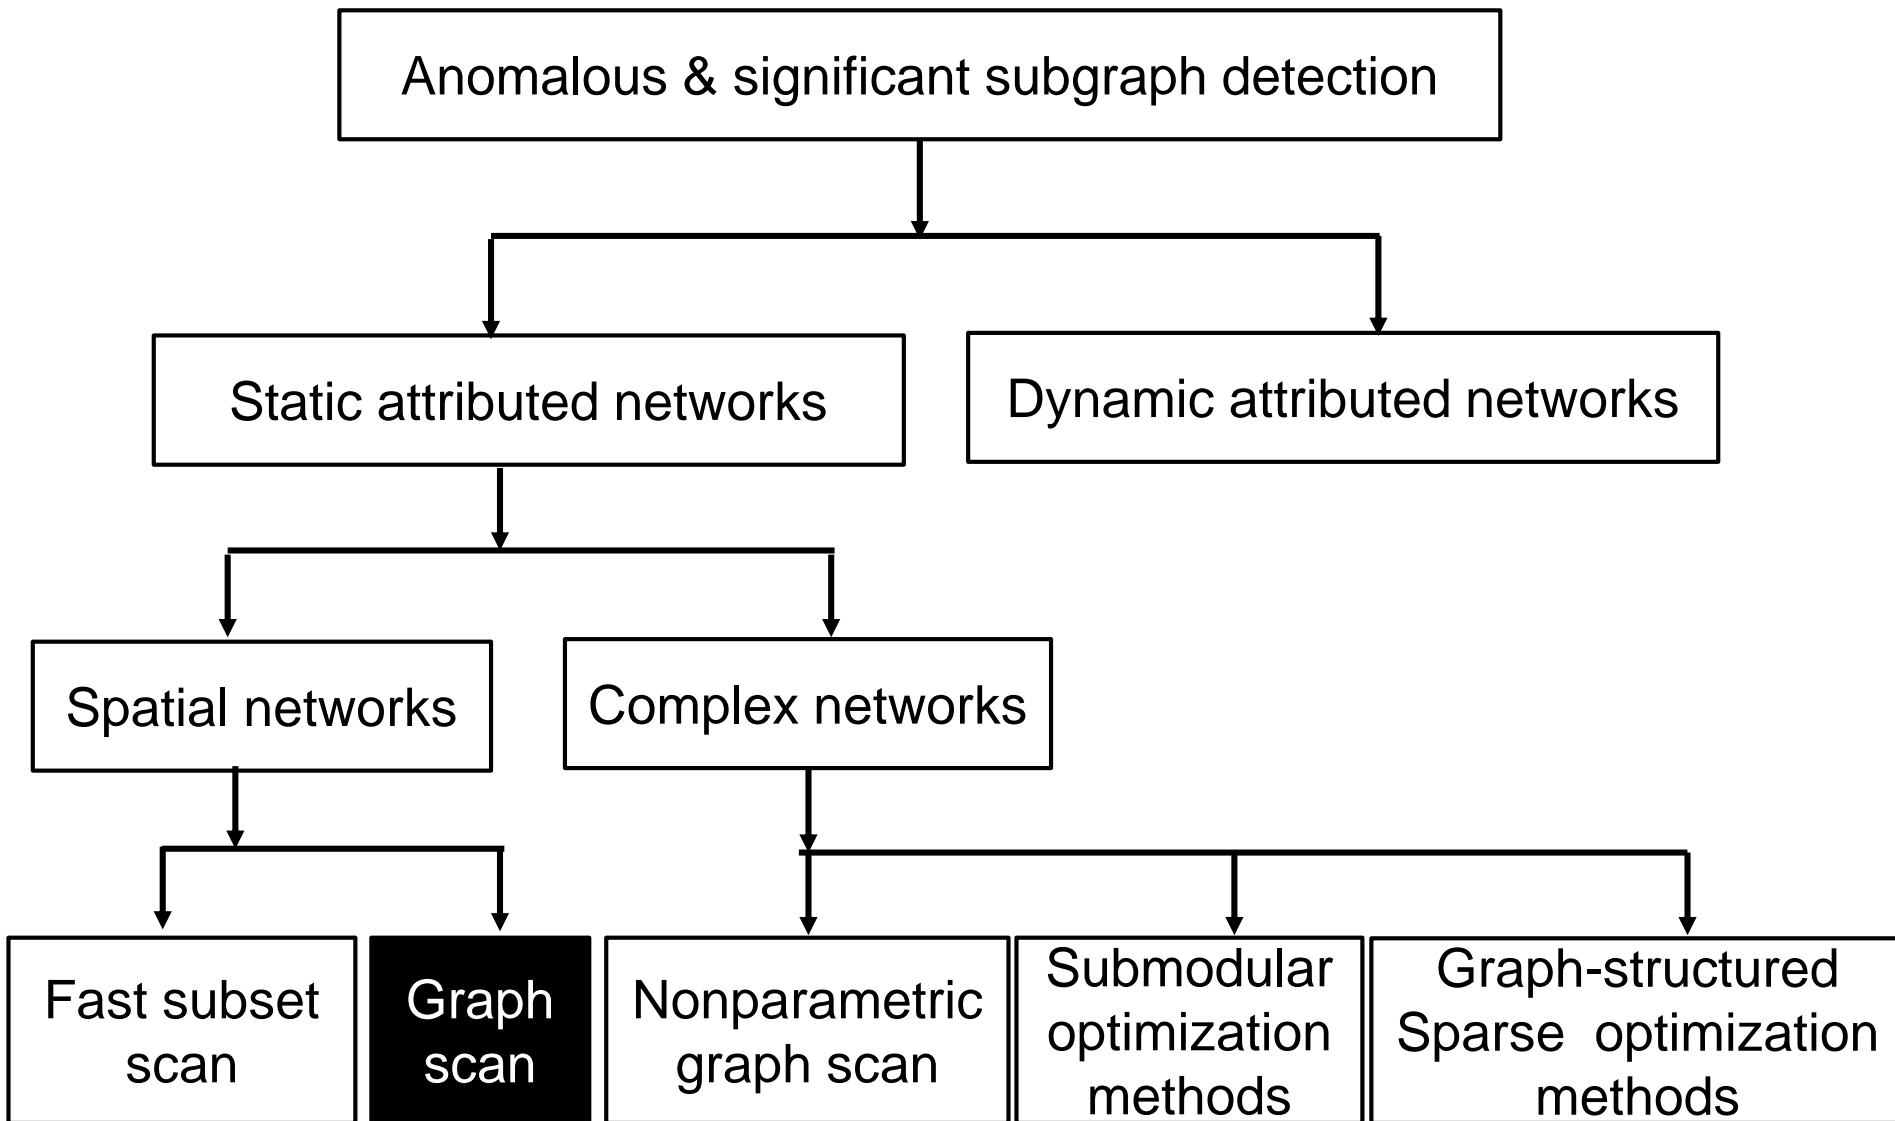 Anomalous & significant subgraph detection
Static attributed networks
Dynamic attributed networks
Spatial networks
Complex networks
Fast subset
scan
Graph
scan
Nonparametric
graph scan
Submodular
optimization
methods
Graph-structured
Sparse optimization
methods